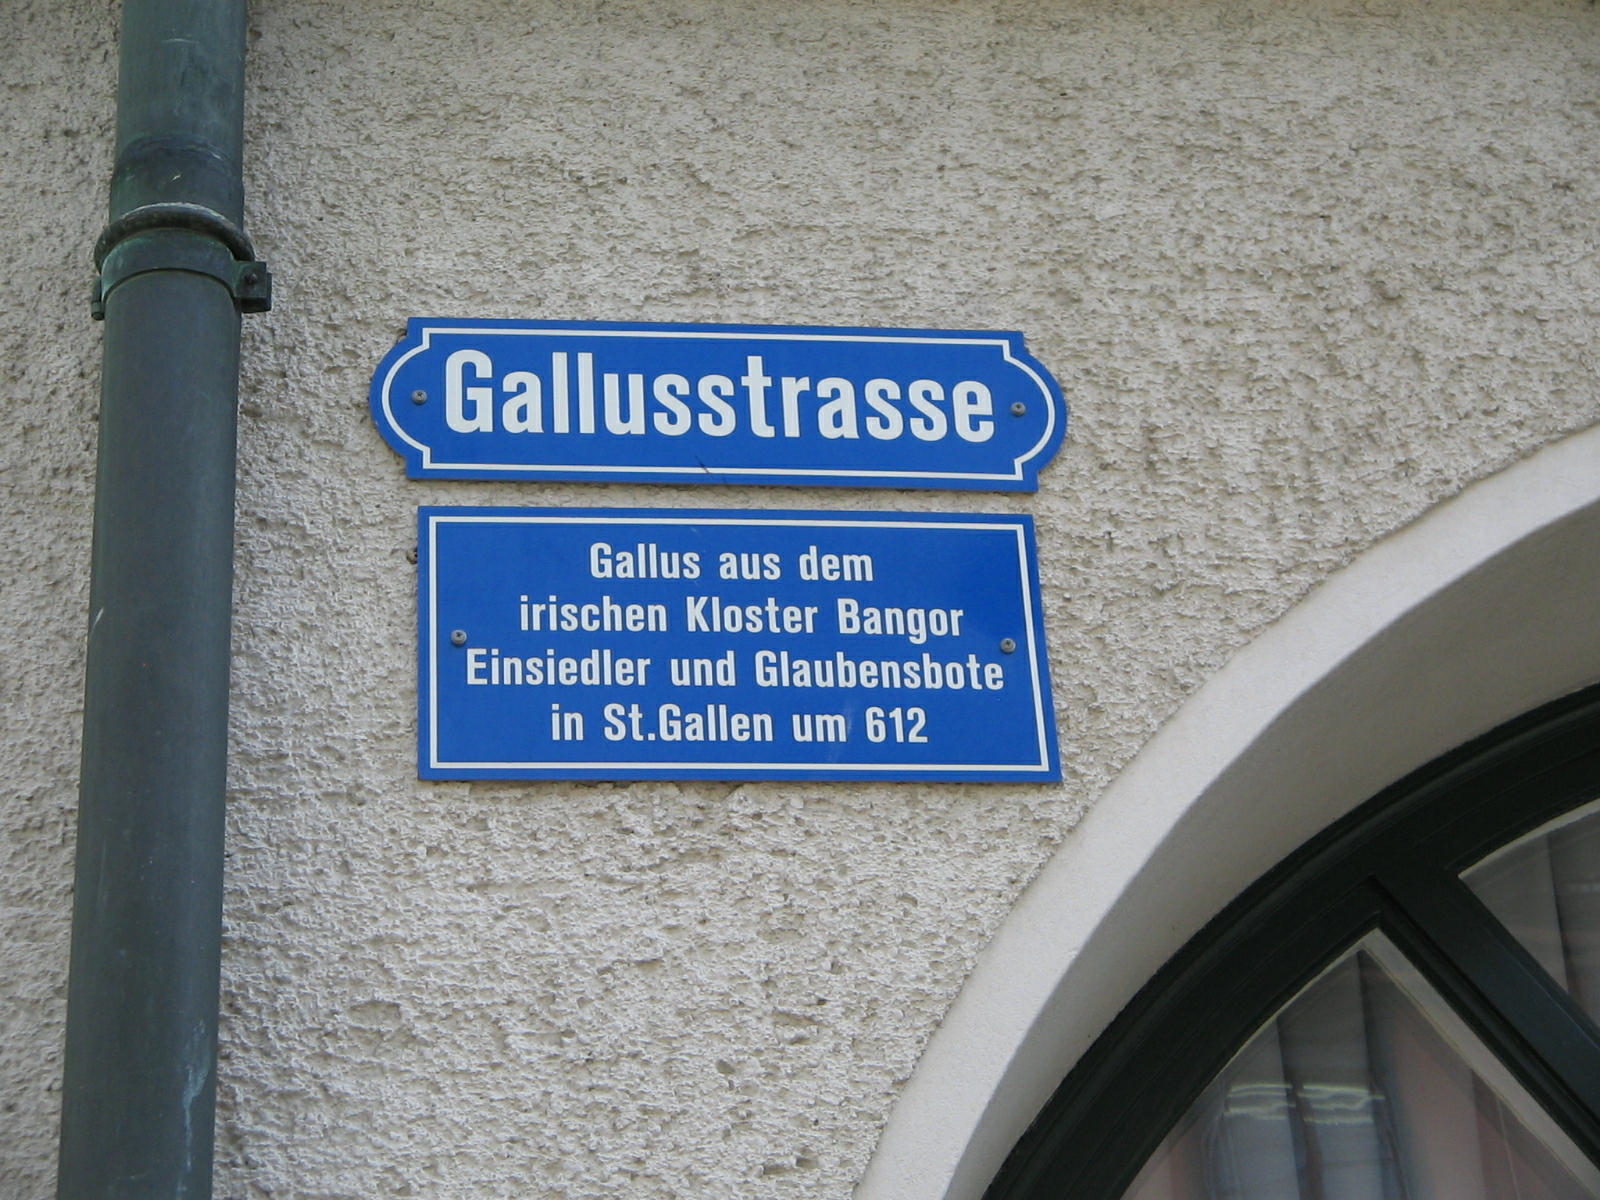 Gallusstrasse
Gallus aus dem
irischen Kloster Bangor
Einsiedler und Glaubensbote
in St.Gallen um 612